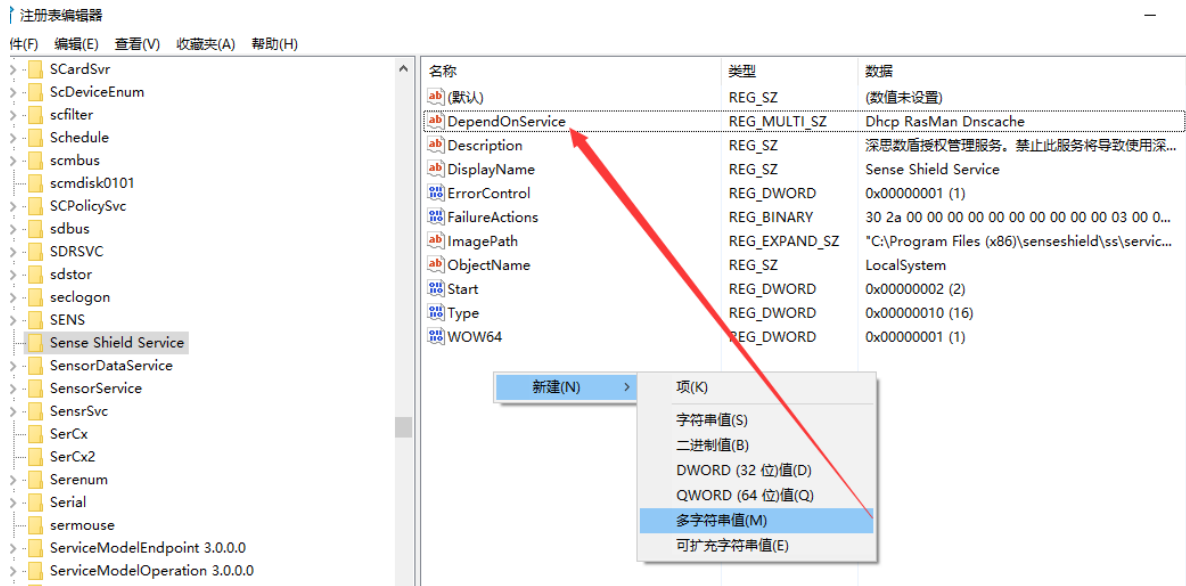 注册表编辑器
件(F) 编辑(E) 查看(V) 收藏夹(A) 帮助(H)
SCardSvr
ScDeviceEnum
scfilter
Schedule
scmbus
scmdisk0101
SCPolicySvc
sdbus
SDRSVC
sdstor
seclogon
SENS
Sense Shield Service
SensorDataService
SensorService
SensrSvc
SerCx
SerCx2
Serenum
Serial
sermouse
ServiceModelEndpoint 3.0.0.0
ServiceModelOperation 3.0.0.0
名称 类型 数据
(默认) REG_SZ (数值未设置)
DependOnService REG_MULTI_SZ Dhcp RasMan Dnscache
Description REG_SZ 深思数盾授权管理服务。禁止此服务将导致使用深...
DisplayName REG_SZ Sense Shield Service
ErrorControl REG_DWORD 0x00000001 (1)
FailureActions REG_BINARY 30 2a 00 00 00 00 00 00 00 00 00 00 03 00 0...
ImagePath REG_EXPAND_SZ "C:\Program Files (x86)\senseshield\ss\servic...
ObjectName REG_SZ LocalSystem
Start REG_DWORD 0x00000002 (2)
Type REG_DWORD 0x00000010 (16)
WOW64 REG_DWORD 0x00000001 (1)
新建(N)
项(K)
字符串值(S)
二进制值(B)
DWORD (32 位)值(D)
QWORD (64 位)值(Q)
多字符串值(M)
可扩充字符串值(E)